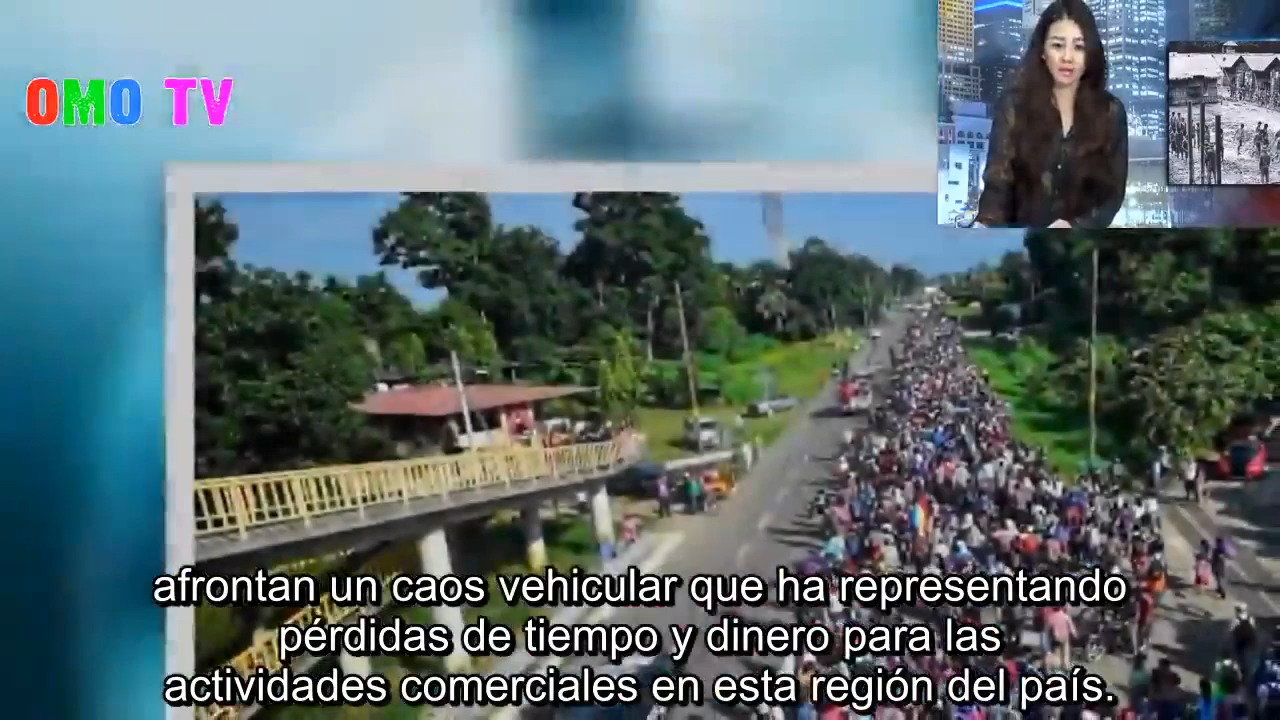 OMO TV
afrontan un caos vehicular que ha representando
pérdidas de tiempo y dinero para las
actividades comerciales en esta región del país.